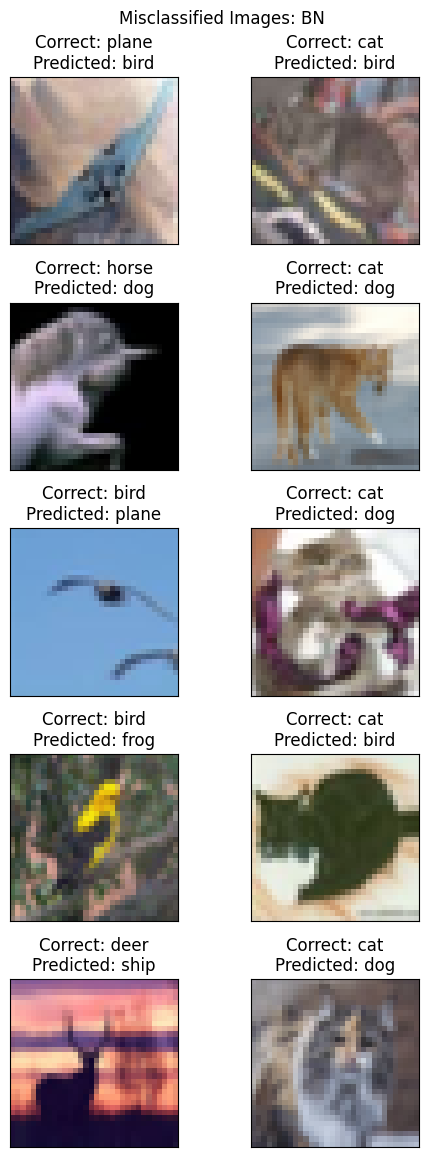 Misclassified Images: BN
Correct: plane
Predicted: bird
Correct: cat
Predicted: bird
Correct: horse
Predicted: dog
Correct: cat
Predicted: dog
Correct: bird
Predicted: plane
Correct: cat
Predicted: dog
Correct: bird
Predicted: frog
Correct: cat
Predicted: bird
Correct: deer
Predicted: ship
Correct: cat
Predicted: dog